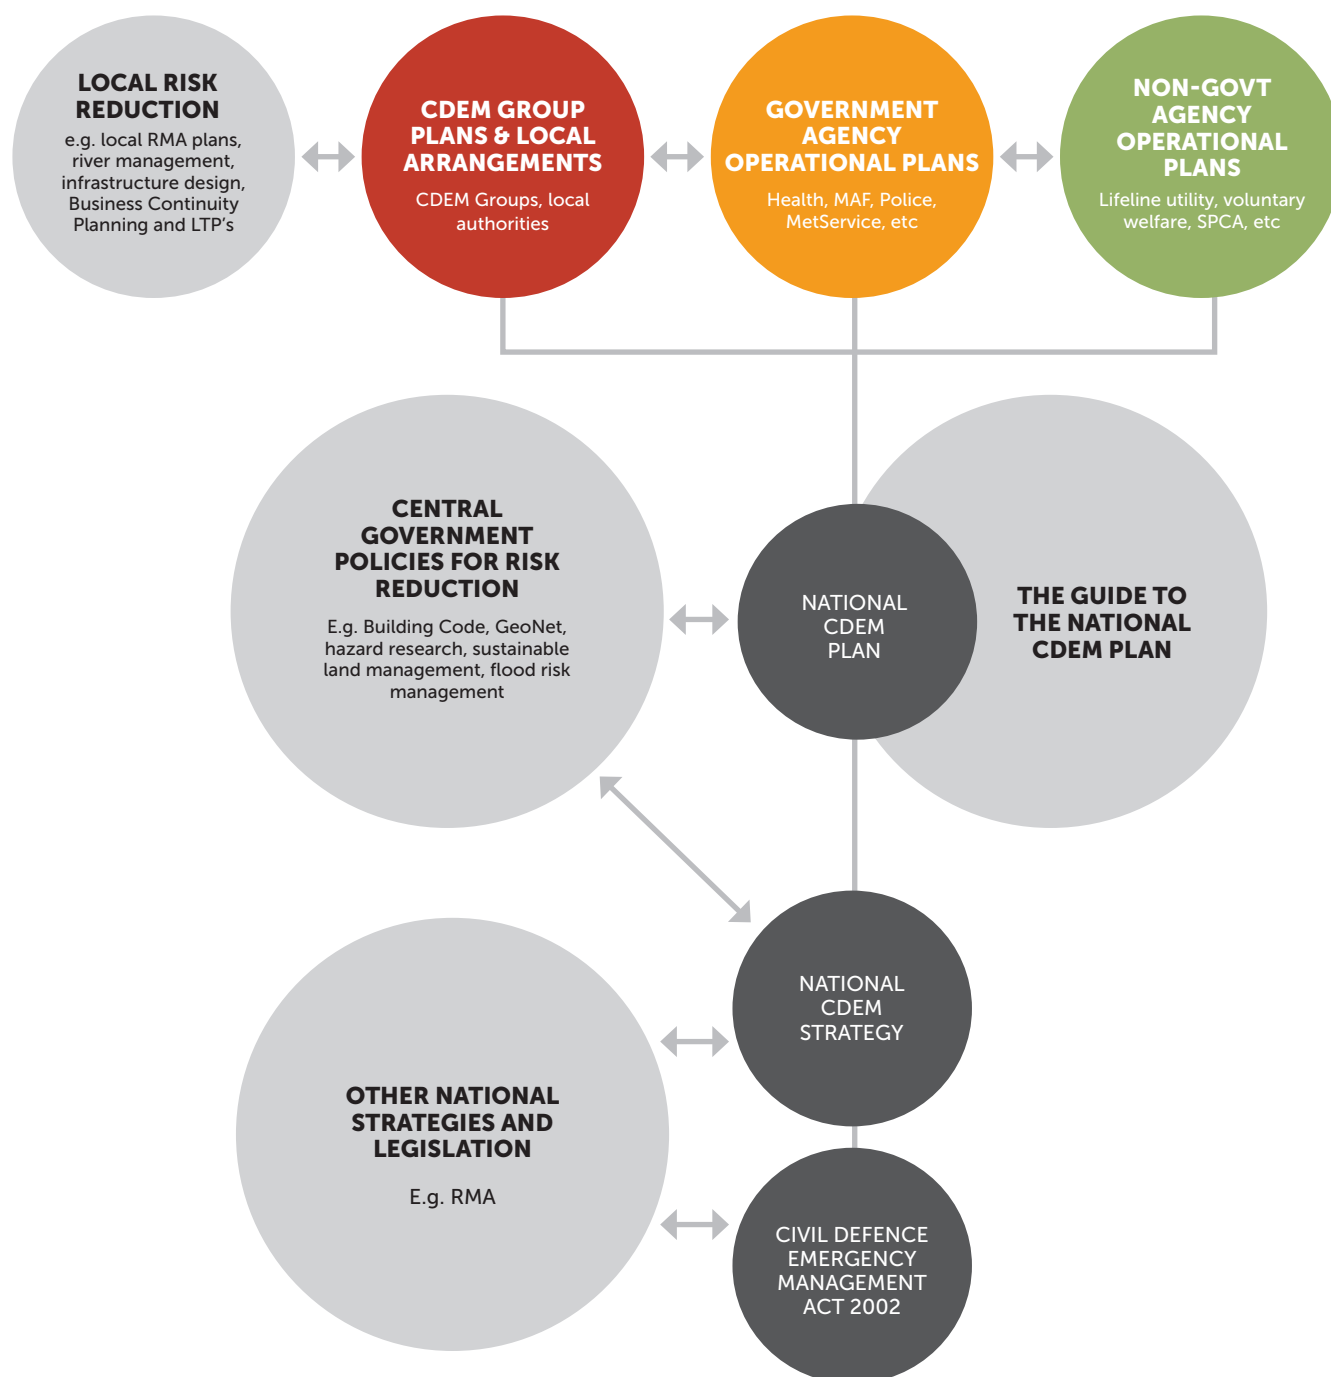 LOCAL RISK
REDUCTION
e.g. local RMA plans,
river management,
infrastructure design,
Business Continuity
Planning and LTP's
CDEM GROUP
PLANS & LOCAL
ARRANGEMENTS
CDEM Groups, local
authorities
GOVERNMENT
AGENCY
OPERATIONAL PLANS
Health, MAF, Police,
MetService, etc
NON-GOVT
AGENCY
OPERATIONAL
PLANS
Lifeline utility, voluntary
welfare, SPCA, etc
CENTRAL
GOVERNMENT
POLICIES FOR RISK
REDUCTION
E.g. Building Code, GeoNet,
hazard research, sustainable
land management, flood risk
management
NATIONAL
CDEM
PLAN
THE GUIDE TO
THE NATIONAL
CDEM PLAN
NATIONAL
CDEM
STRATEGY
OTHER NATIONAL
STRATEGIES AND
LEGISLATION
E.g. RMA
CIVIL DEFENCE
EMERGENCY
MANAGEMENT
ACT 2002